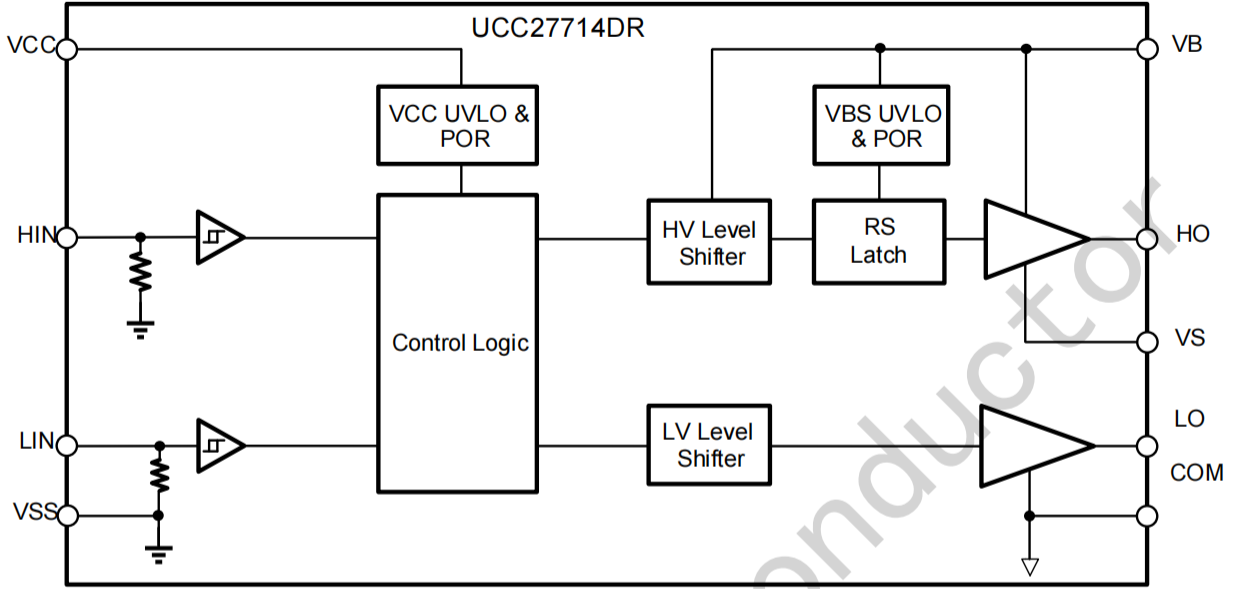 UCC27714DR
VCC
VB
VCC UVLO &
POR
VBS UVLO
& POR
HIN
HV Level
Shifter
RS
Latch
HO
Control Logic
VS
LIN
LV Level
Shifter
LO
COM
VSS
onductor